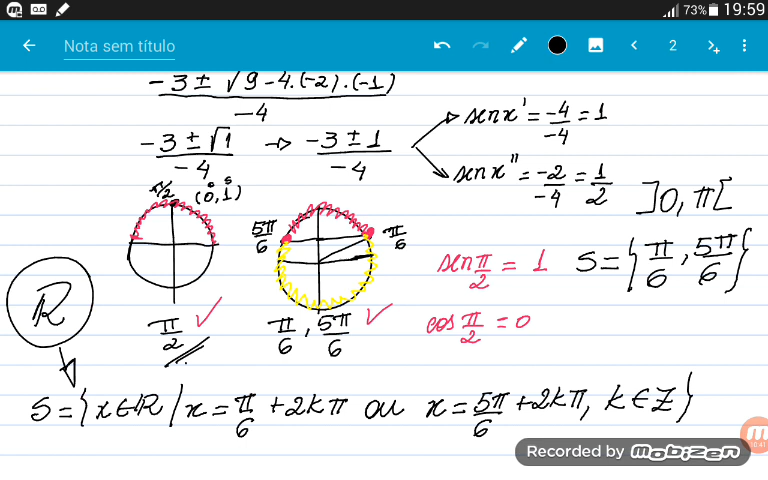 19:59
73%
Nota sem título
2
-3 ± √9-4.(-2).(-1)
-4
-3 ± √1 / -4 → -3 ± 1 / -4
sen x' = -4/-4 = 1
sen x'' = -2/-4 = 1/2
]0, π[
π/2
(0, 1)
c s
5π/6
π/6
sen π/2 = 1
S = {π/6, 5π/6}
R
π/2 ✓
π/6, 5π/6 ✓
cos π/2 = 0
S = {x ∈ R / x = π/6 + 2kπ ou x = 5π/6 + 2kπ, k ∈ Z}
Recorded by mobizen